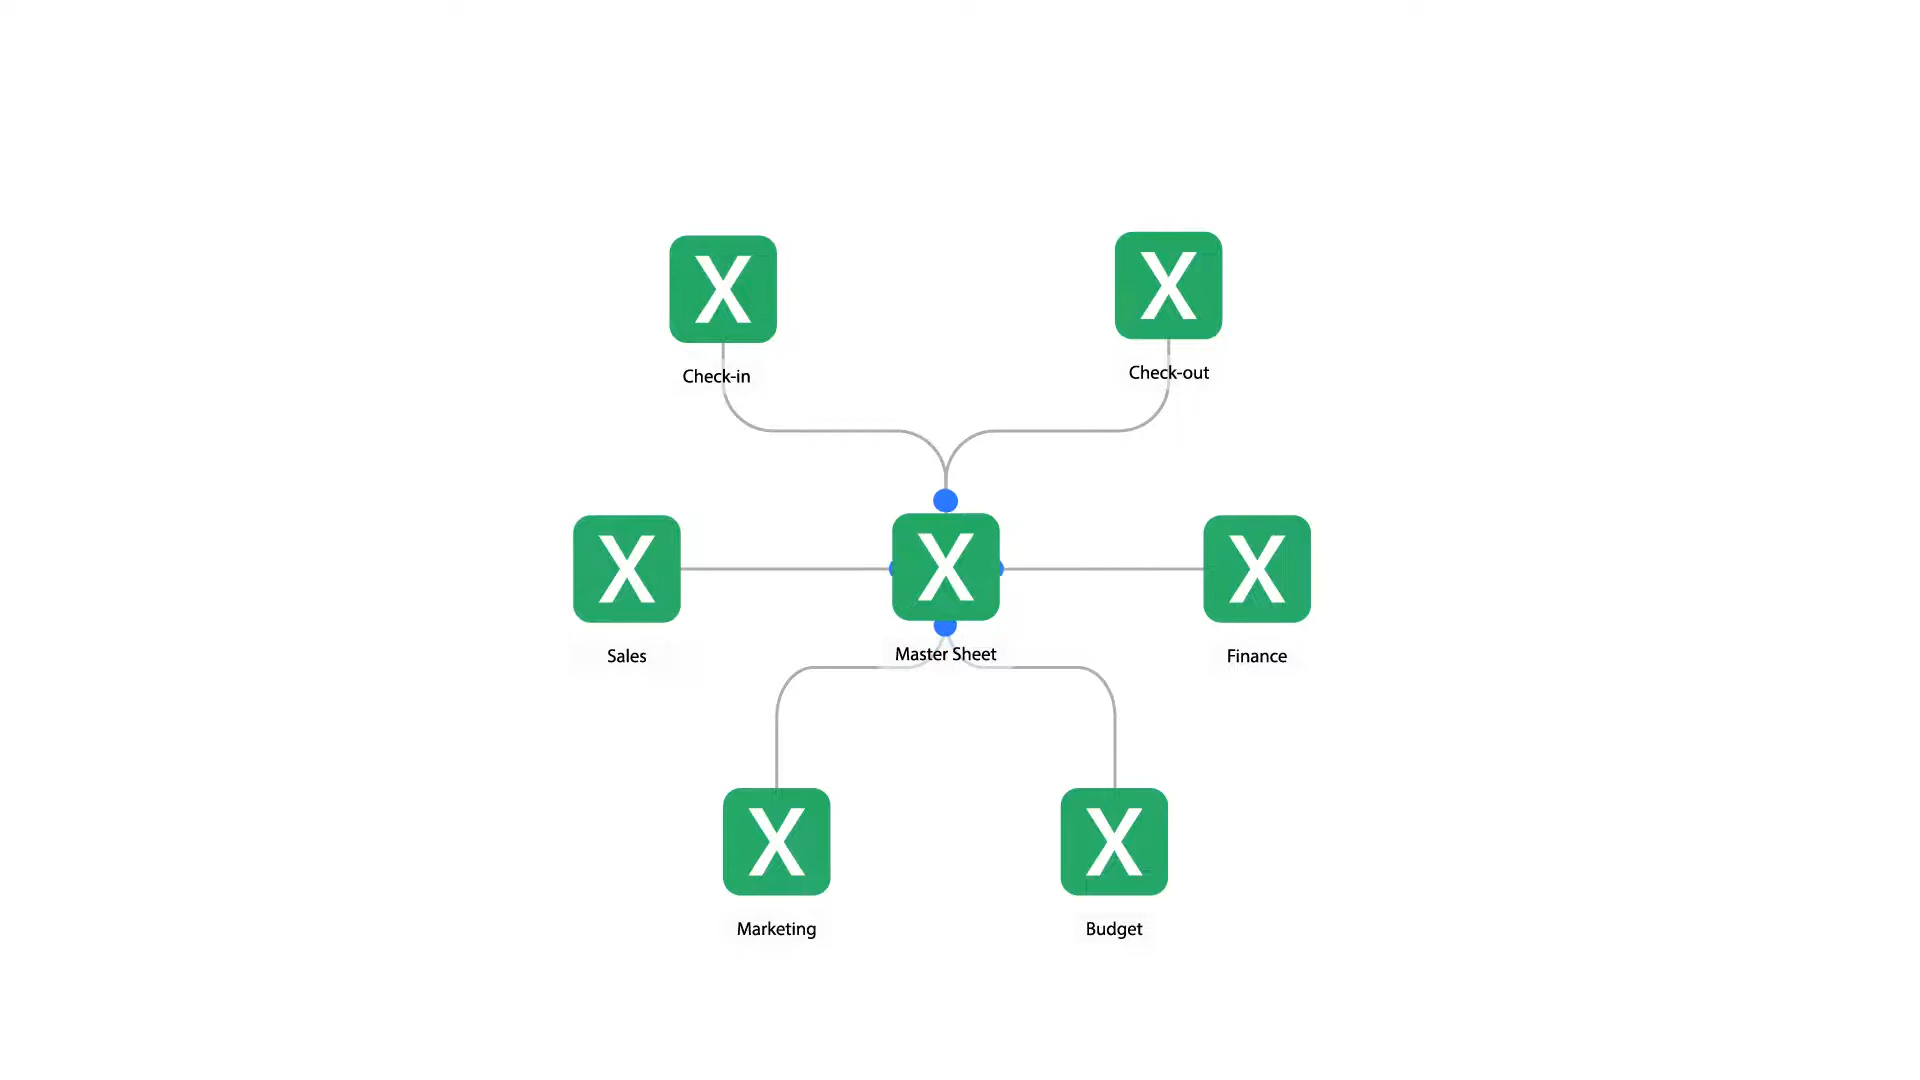 X
X
Check-in
Check-out
X
X
X
Sales
Master Sheet
Finance
X
X
Marketing
Budget